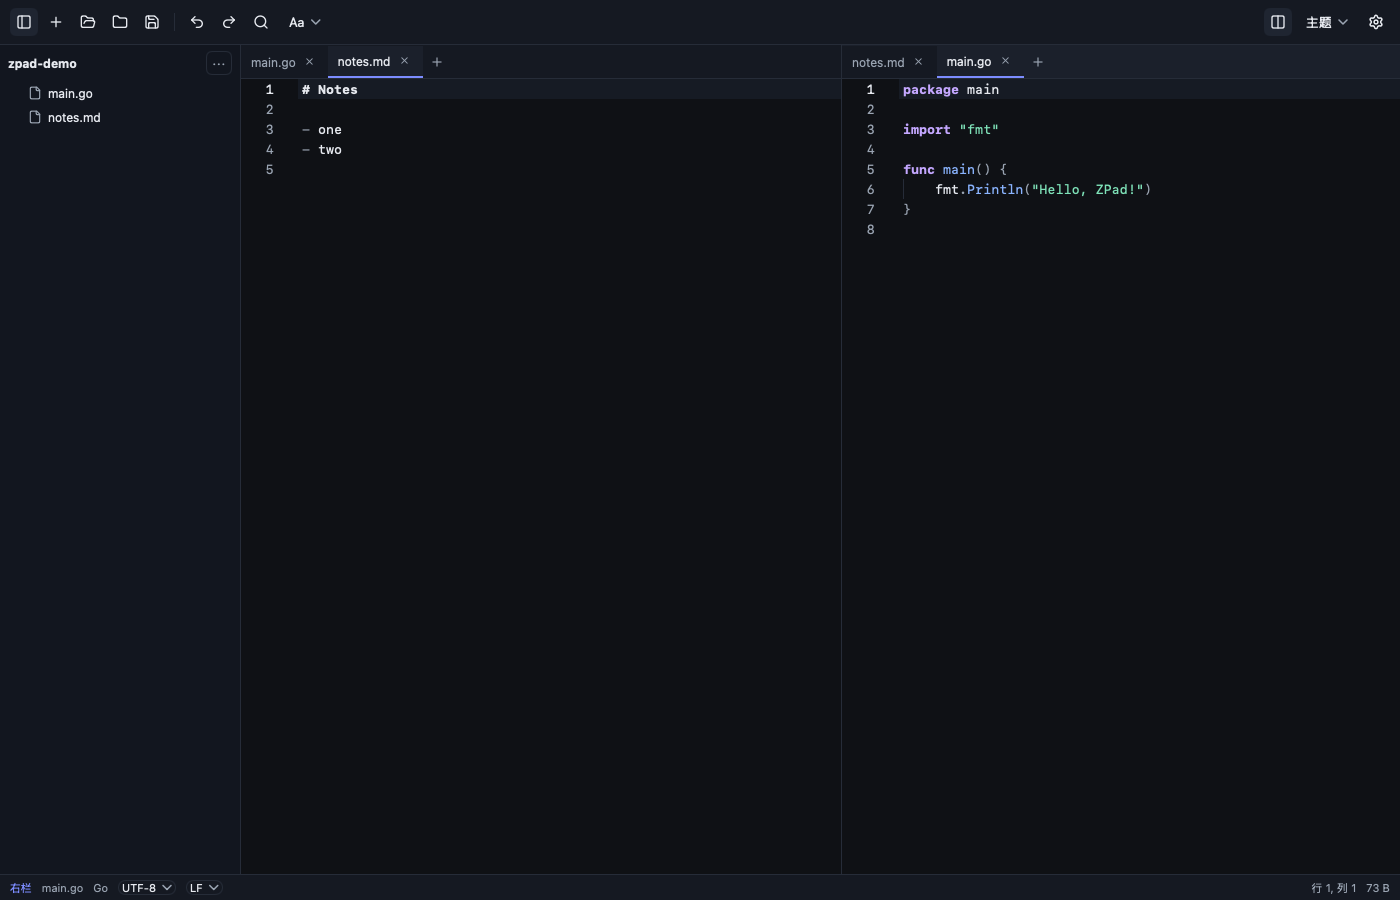 Aa
主题
zpad-demo
main.go
notes.md
main.go
notes.md
1 # Notes
2
3 - one
4 - two
5
notes.md
main.go
1 package main
2
3 import "fmt"
4
5 func main() {
6 fmt.Println("Hello, ZPad!")
7 }
8
右栏 main.go Go UTF-8 LF
行 1, 列 1 73 B